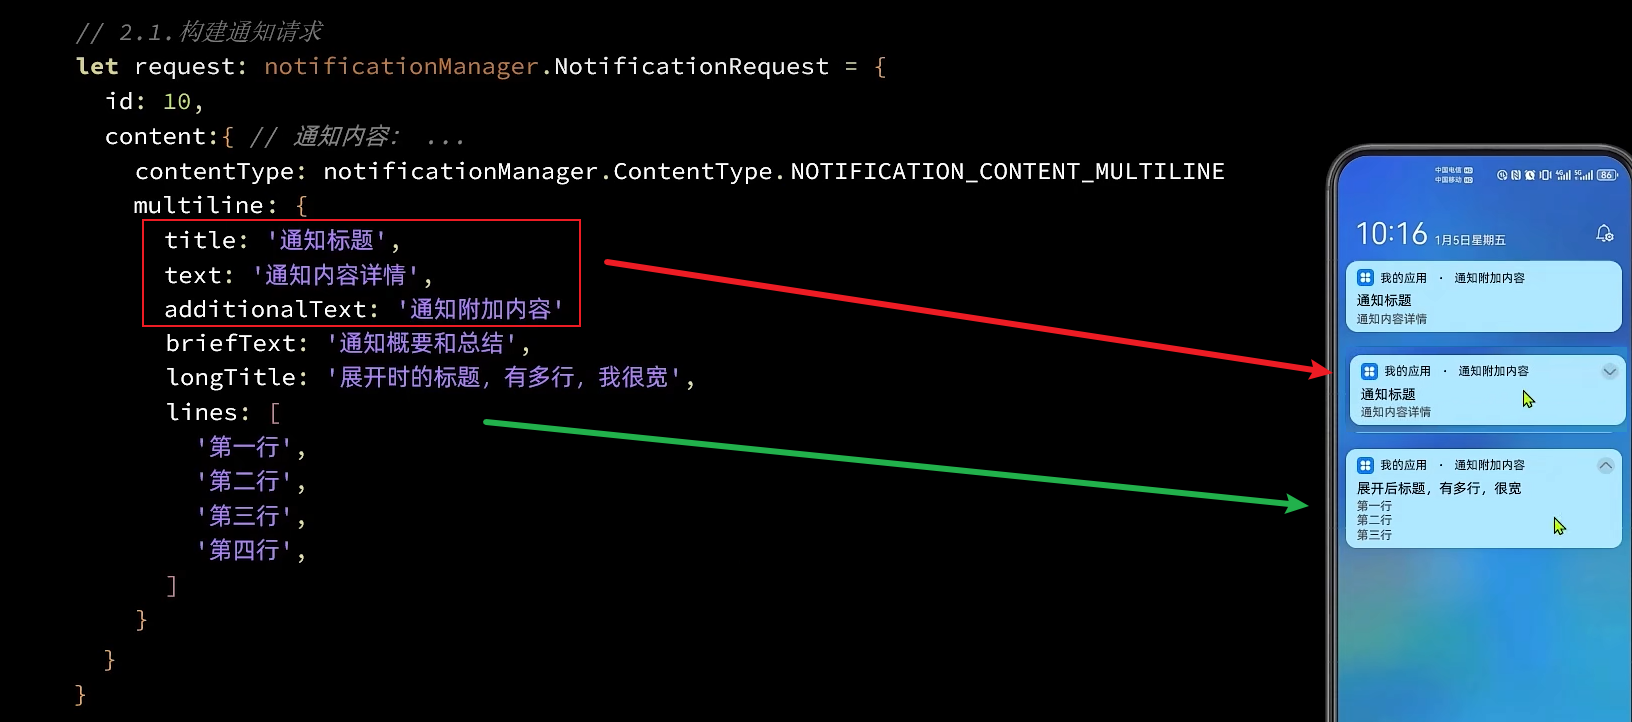 // 2.1.构建通知请求
let request: notificationManager.NotificationRequest = {
id: 10,
content:{ // 通知内容: ...
contentType: notificationManager.ContentType.NOTIFICATION_CONTENT_MULTILINE
multiline: {
title: '通知标题',
text: '通知内容详情',
additionalText: '通知附加内容'
briefText: '通知概要和总结',
longTitle: '展开时的标题，有多行，我很宽',
lines: [
'第一行',
'第二行',
'第三行',
'第四行',
]
}
}
}
中国电信 HD
中国移动 HD
4G 5G 86
10:16 1月5日星期五
我的应用 · 通知附加内容
通知标题
通知内容详情
我的应用 · 通知附加内容
通知标题
通知内容详情
我的应用 · 通知附加内容
展开后标题，有多行，很宽
第一行
第二行
第三行